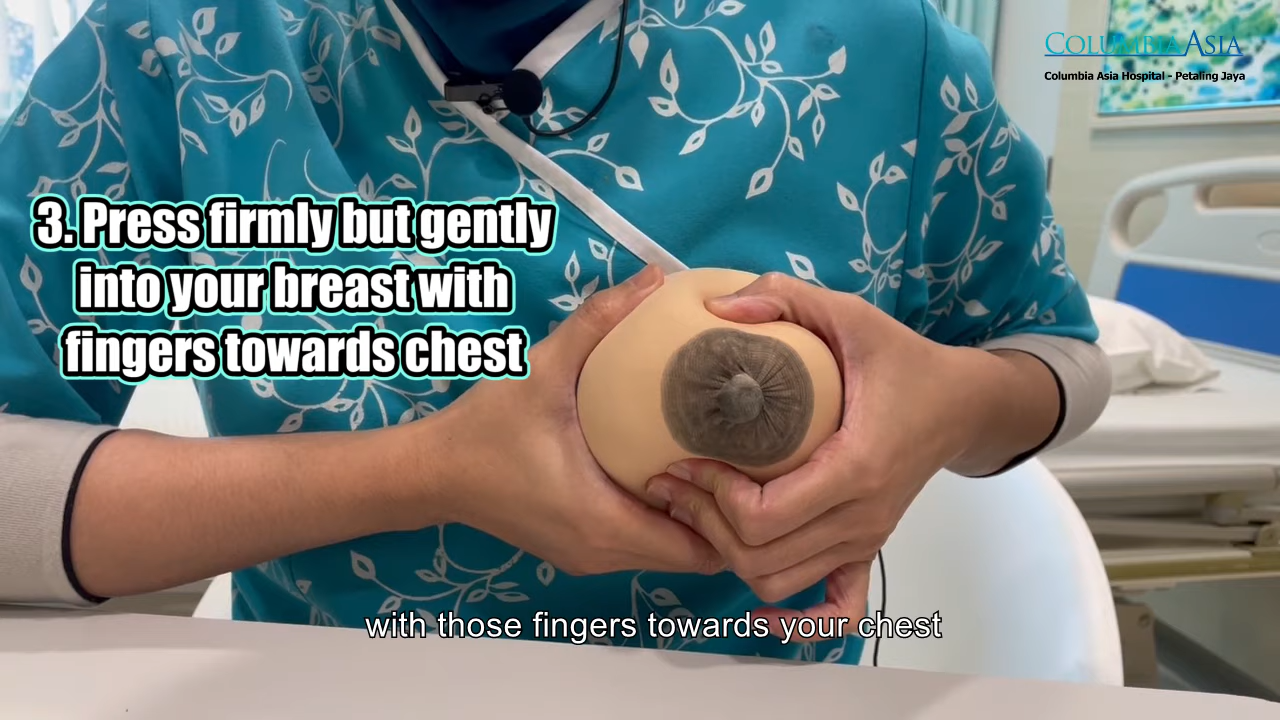 COLUMBIA ASIA
Columbia Asia Hospital - Petaling Jaya
3. Press firmly but gently
into your breast with
fingers towards chest
with those fingers towards your chest